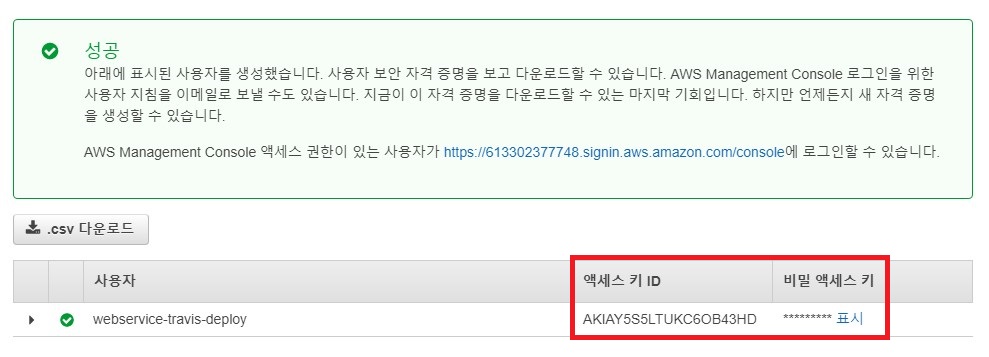 성공
아래에 표시된 사용자를 생성했습니다. 사용자 보안 자격 증명을 보고 다운로드할 수 있습니다. AWS Management Console 로그인을 위한
사용자 지침을 이메일로 보낼 수도 있습니다. 지금이 이 자격 증명을 다운로드할 수 있는 마지막 기회입니다. 하지만 언제든지 새 자격 증명
을 생성할 수 있습니다.
AWS Management Console 액세스 권한이 있는 사용자가 https://613302377748.signin.aws.amazon.com/console에 로그인할 수 있습니다.
.csv 다운로드
사용자 액세스 키 ID 비밀 액세스 키
webservice-travis-deploy AKIAY5S5LTUKC6OB43HD ********* 표시